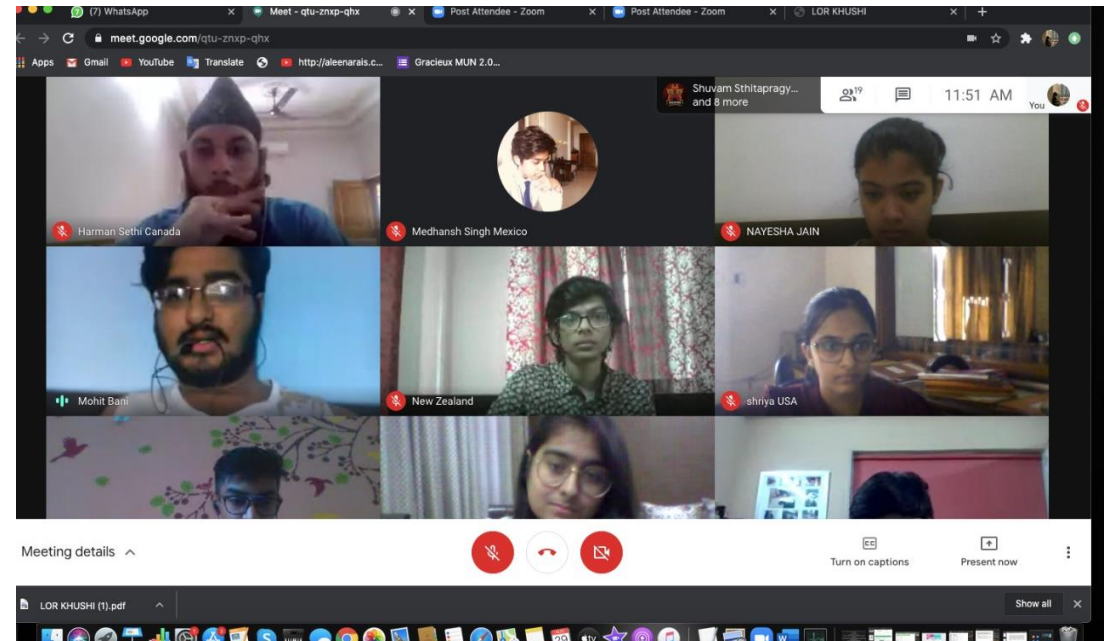 (7) WhatsApp
Meet - qtu-znxp-qhx
Post Attendee - Zoom
Post Attendee - Zoom
LOR KHUSHI
meet.google.com/qtu-znxp-qhx
Apps
Gmail
YouTube
Translate
http://aleenarais.c...
Gracieux MUN 2.0...
Shuvam Sthitapragy...
and 8 more
19
11:51 AM
You
Harman Sethi Canada
Medhansh Singh Mexico
NAYESHA JAIN
Mohit Bani
New Zealand
shriya USA
Meeting details
CC
Turn on captions
Present now
LOR KHUSHI (1).pdf
Show all
tv